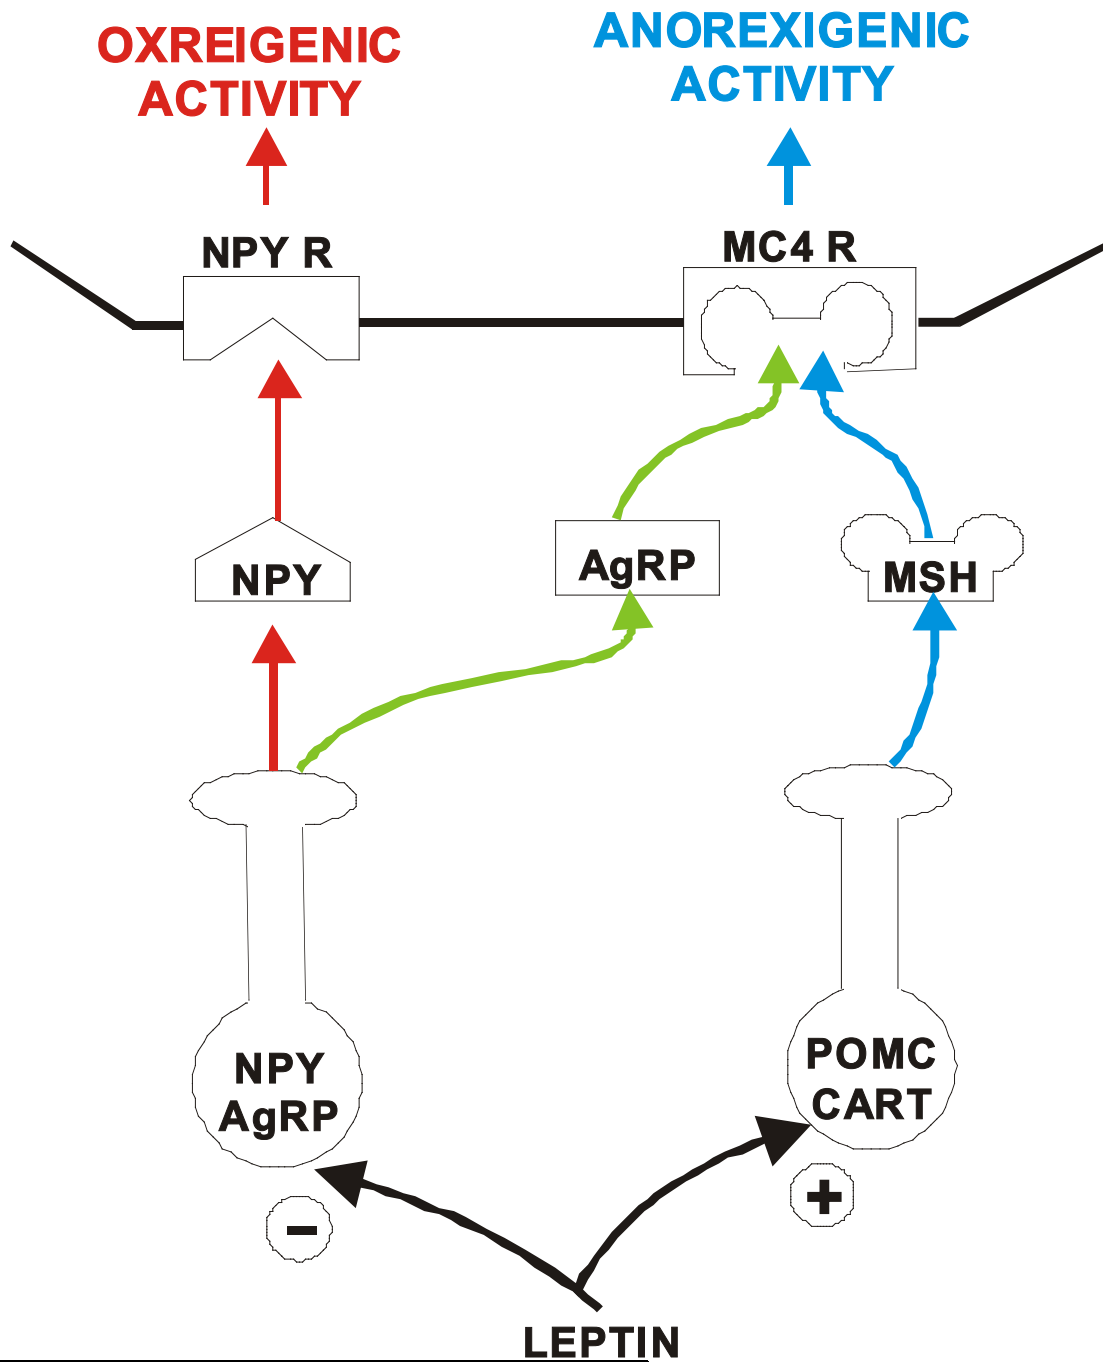 OXREIGENIC
ACTIVITY
ANOREXIGENIC
ACTIVITY
NPY R
MC4 R
NPY
AgRP
MSH
NPY
AgRP
POMC
CART
-
+
LEPTIN